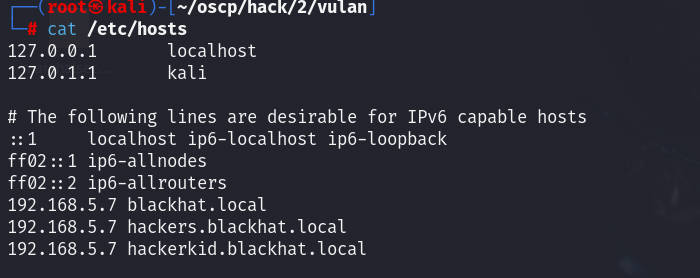 ┌──(root㉿kali)-[~/oscp/hack/2/vulan]
└─# cat /etc/hosts
127.0.0.1 localhost
127.0.1.1 kali
# The following lines are desirable for IPv6 capable hosts
::1 localhost ip6-localhost ip6-loopback
ff02::1 ip6-allnodes
ff02::2 ip6-allrouters
192.168.5.7 blackhat.local
192.168.5.7 hackers.blackhat.local
192.168.5.7 hackerkid.blackhat.local